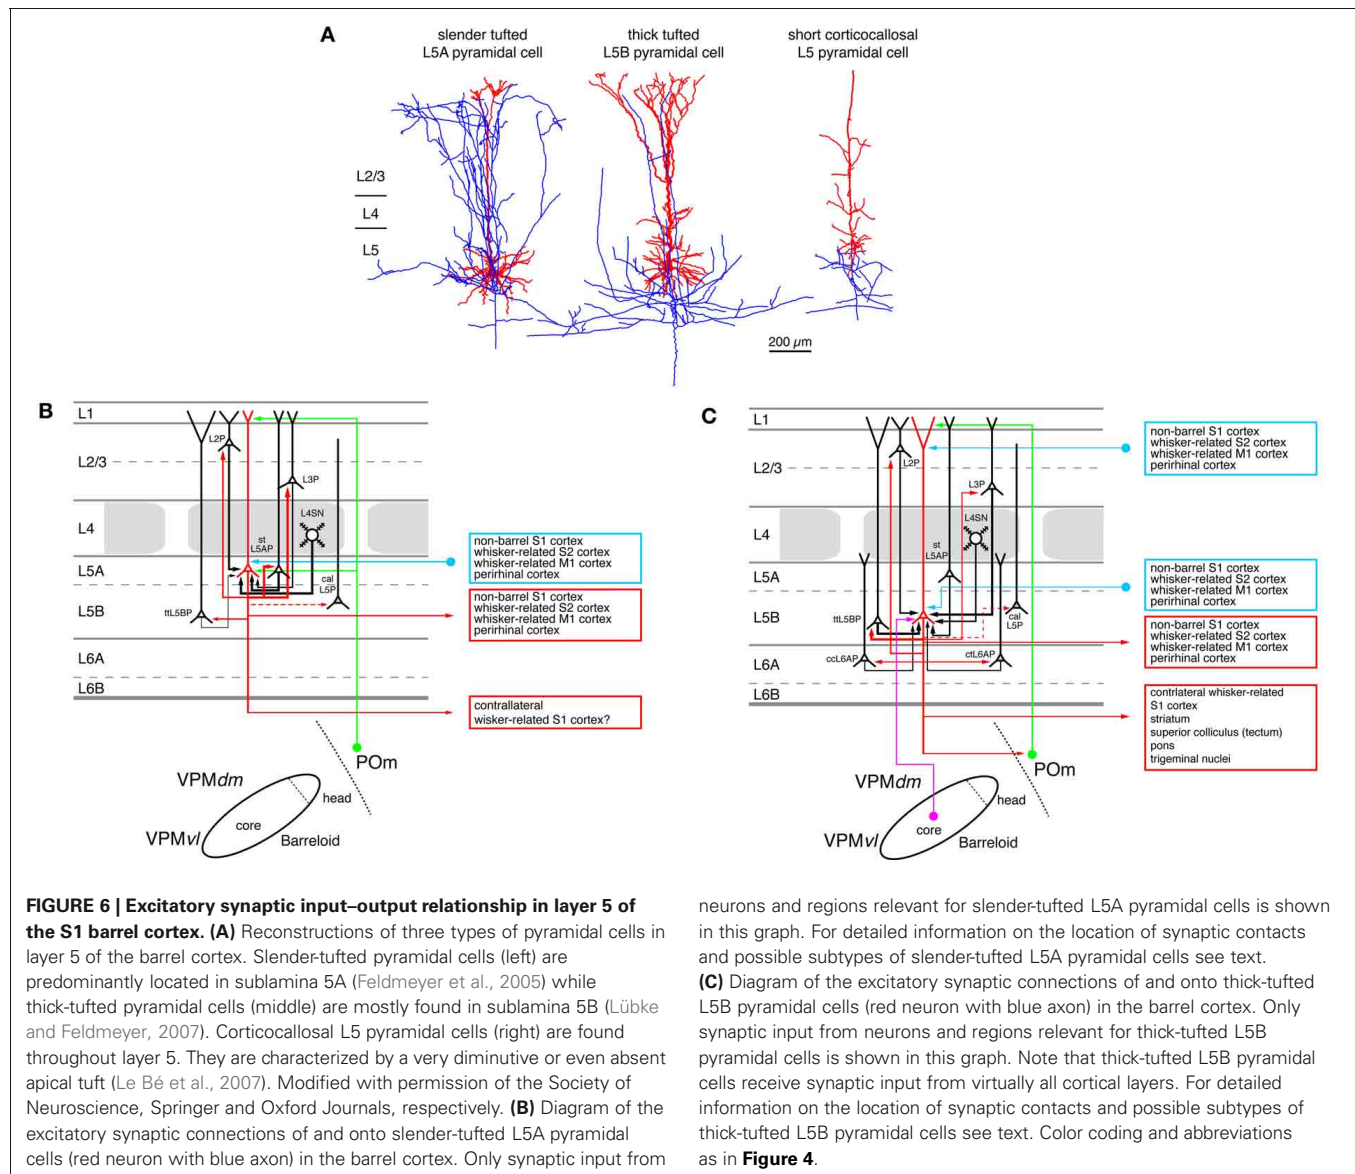 A
slender tufted
L5A pyramidal cell
thick tufted
L5B pyramidal cell
short corticocallosal
L5 pyramidal cell
L2/3
L4
L5
200 µm
B
L1
L2/3
L4
L5A
L5B
L6A
L6B
L2P
L3P
L4SN
st
L5AP
cal
L5P
ttL5BP
non-barrel S1 cortex
whisker-related S2 cortex
whisker-related M1 cortex
perirhinal cortex
non-barrel S1 cortex
whisker-related S2 cortex
whisker-related M1 cortex
perirhinal cortex
contrallateral
wisker-related S1 cortex?
POm
VPMdm
head
core
VPMvl
Barreloid
C
L1
L2/3
L4
L5A
L5B
L6A
L6B
L2P
L3P
L4SN
st
L5AP
cal
L5P
ttL5BP
ccL6AP
ctL6AP
non-barrel S1 cortex
whisker-related S2 cortex
whisker-related M1 cortex
perirhinal cortex
non-barrel S1 cortex
whisker-related S2 cortex
whisker-related M1 cortex
perirhinal cortex
non-barrel S1 cortex
whisker-related S2 cortex
whisker-related M1 cortex
perirhinal cortex
contrlateral whisker-related
S1 cortex
striatum
superior colliculus (tectum)
pons
trigeminal nuclei
POm
VPMdm
head
core
VPMvl
Barreloid
FIGURE 6 | Excitatory synaptic input–output relationship in layer 5 of
the S1 barrel cortex. (A) Reconstructions of three types of pyramidal cells in
layer 5 of the barrel cortex. Slender-tufted pyramidal cells (left) are
predominantly located in sublamina 5A (Feldmeyer et al., 2005) while
thick-tufted pyramidal cells (middle) are mostly found in sublamina 5B (Lübke
and Feldmeyer, 2007). Corticocallosal L5 pyramidal cells (right) are found
throughout layer 5. They are characterized by a very diminutive or even absent
apical tuft (Le Bé et al., 2007). Modified with permission of the Society of
Neuroscience, Springer and Oxford Journals, respectively. (B) Diagram of the
excitatory synaptic connections of and onto slender-tufted L5A pyramidal
cells (red neuron with blue axon) in the barrel cortex. Only synaptic input from
neurons and regions relevant for slender-tufted L5A pyramidal cells is shown
in this graph. For detailed information on the location of synaptic contacts
and possible subtypes of slender-tufted L5A pyramidal cells see text.
(C) Diagram of the excitatory synaptic connections of and onto thick-tufted
L5B pyramidal cells (red neuron with blue axon) in the barrel cortex. Only
synaptic input from neurons and regions relevant for thick-tufted L5B
pyramidal cells is shown in this graph. Note that thick-tufted L5B pyramidal
cells receive synaptic input from virtually all cortical layers. For detailed
information on the location of synaptic contacts and possible subtypes of
thick-tufted L5B pyramidal cells see text. Color coding and abbreviations
as in Figure 4.